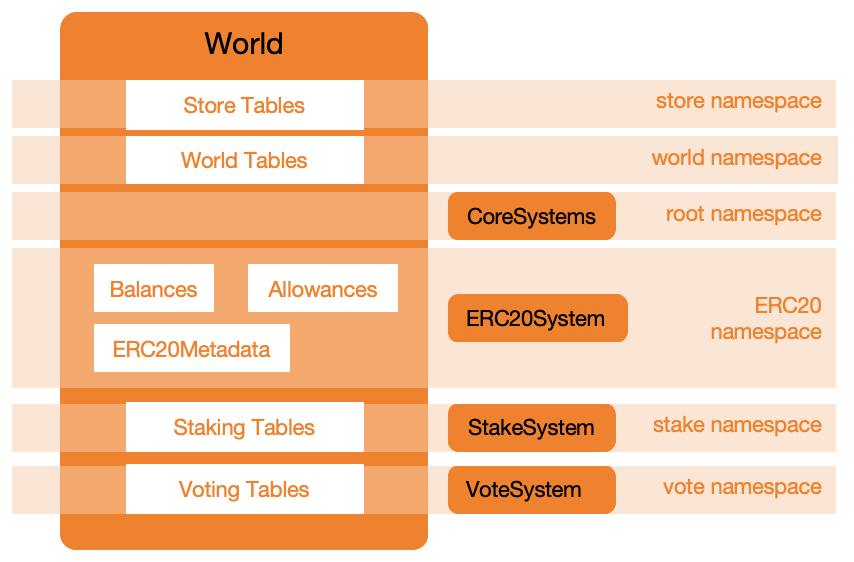 World
Store Tables
store namespace
World Tables
world namespace
CoreSystems
root namespace
Balances
Allowances
ERC20Metadata
ERC20System
ERC20
namespace
Staking Tables
StakeSystem
stake namespace
Voting Tables
VoteSystem
vote namespace